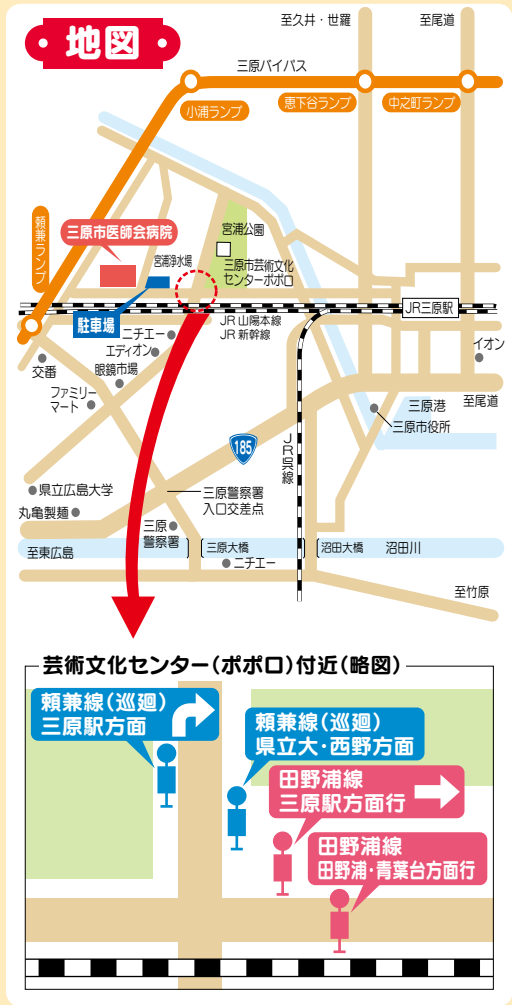 地図
至久井・世羅
至尾道
三原バイパス
小浦ランプ
恵下谷ランプ
中之町ランプ
頼兼ランプ
三原市医師会病院
宮浦公園
宮浦浄水場
三原市芸術文化
センターポポロ
駐車場
JR山陽本線
JR新幹線
JR三原駅
ニチエー
エディオン
眼鏡市場
交番
ファミリー
マート
イオン
至尾道
三原港
三原市役所
185
JR呉線
県立広島大学
丸亀製麺
三原警察署
入口交差点
三原
警察署
至東広島
三原大橋
沼田大橋
沼田川
ニチエー
至竹原
芸術文化センター(ポポロ)付近(略図)
頼兼線(巡廻)
三原駅方面
頼兼線(巡廻)
県立大・西野方面
田野浦線
三原駅方面行
田野浦線
田野浦・青葉台方面行